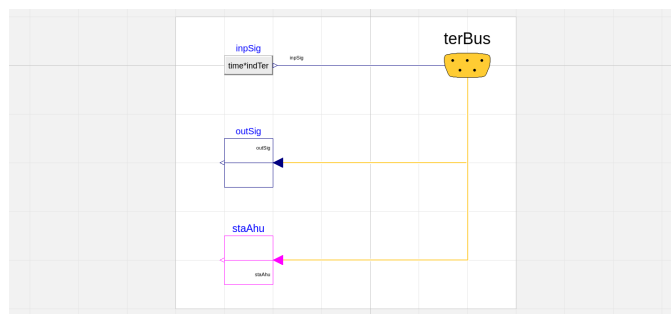 terBus
inpSig
inpSig
time*indTer
outSig
outSig
staAhu
staAhu